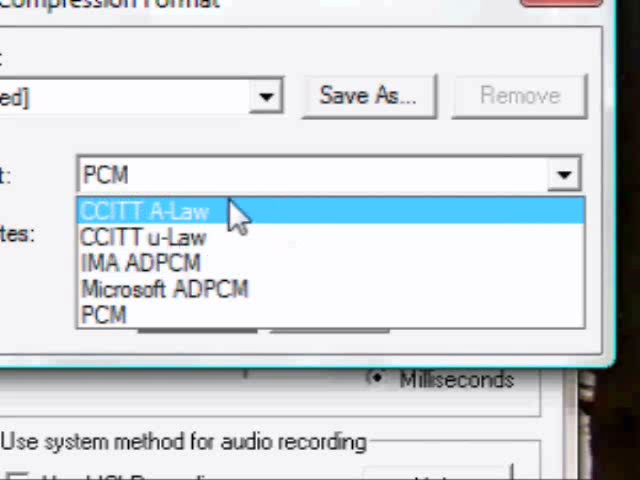 Compression Format
:
ed]
Save As...
Remove
t:
PCM
CCITT A-Law
tes:
CCITT u-Law
IMA ADPCM
Microsoft ADPCM
PCM
Milliseconds
Use system method for audio recording